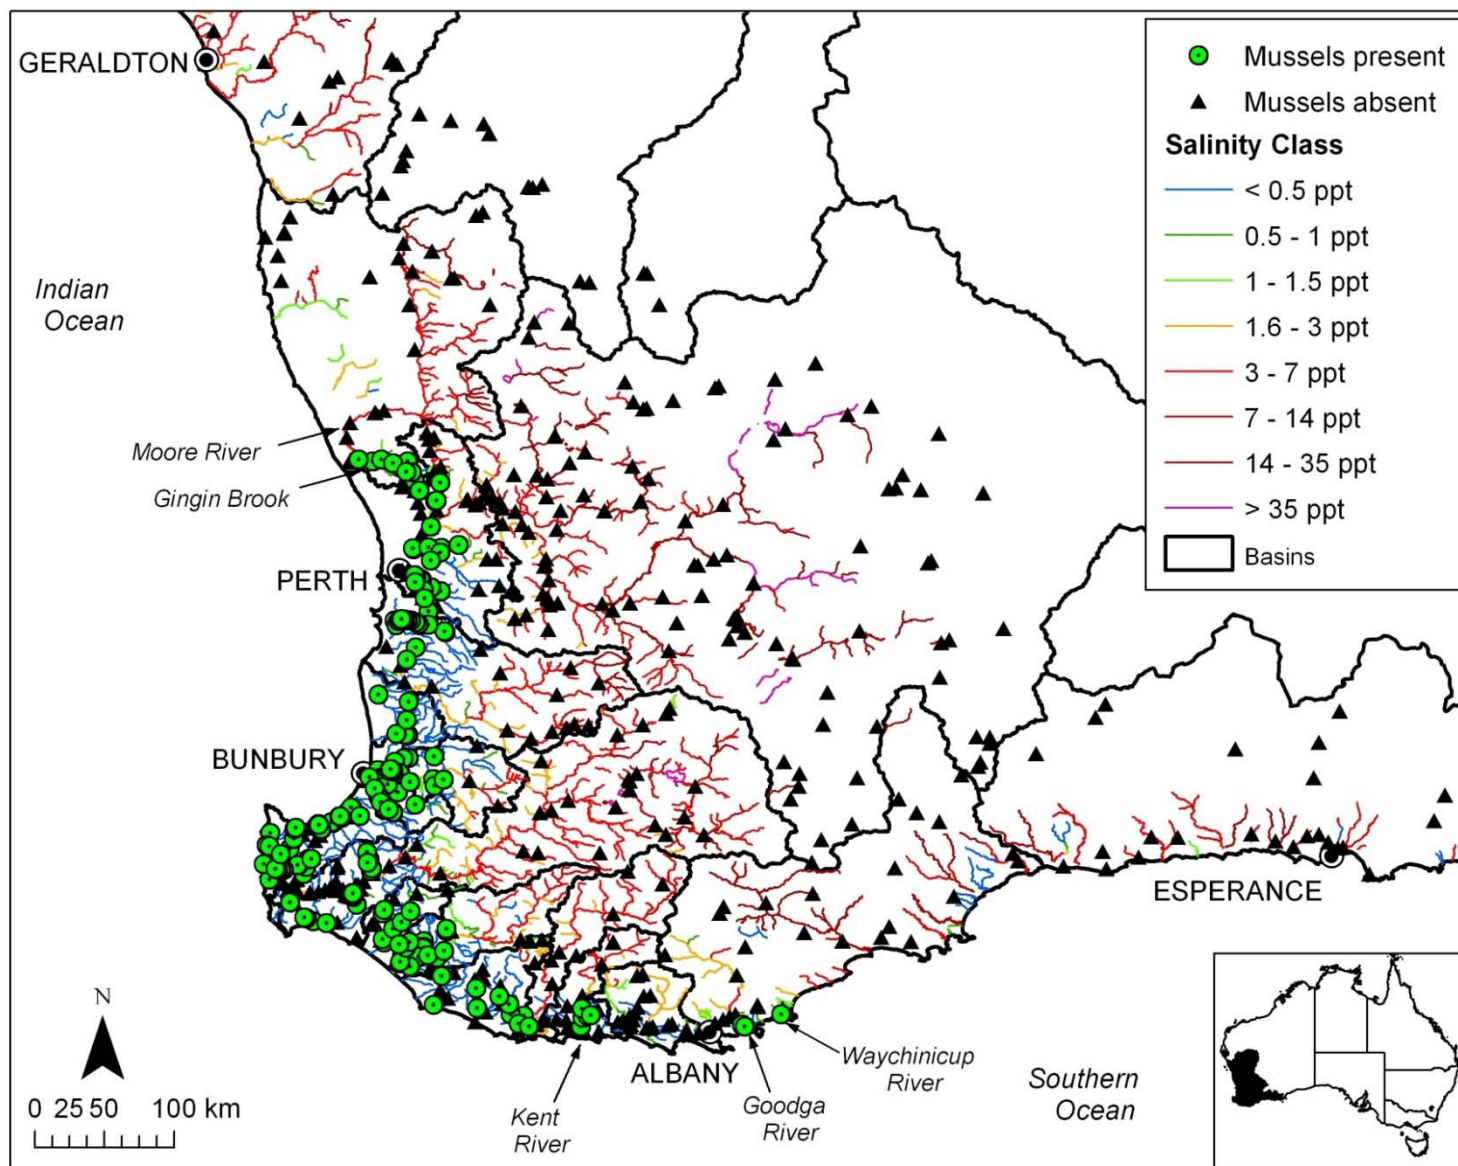 GERALDTON
Mussels present
Mussels absent
Salinity Class
< 0.5 ppt
0.5 - 1 ppt
1 - 1.5 ppt
1.6 - 3 ppt
3 - 7 ppt
7 - 14 ppt
14 - 35 ppt
> 35 ppt
Basins
Indian
Ocean
Moore River
Gingin Brook
PERTH
BUNBURY
ESPERANCE
ALBANY
Kent
River
Goodga
River
Waychinicup
River
Southern
Ocean
N
0 25 50 100 km